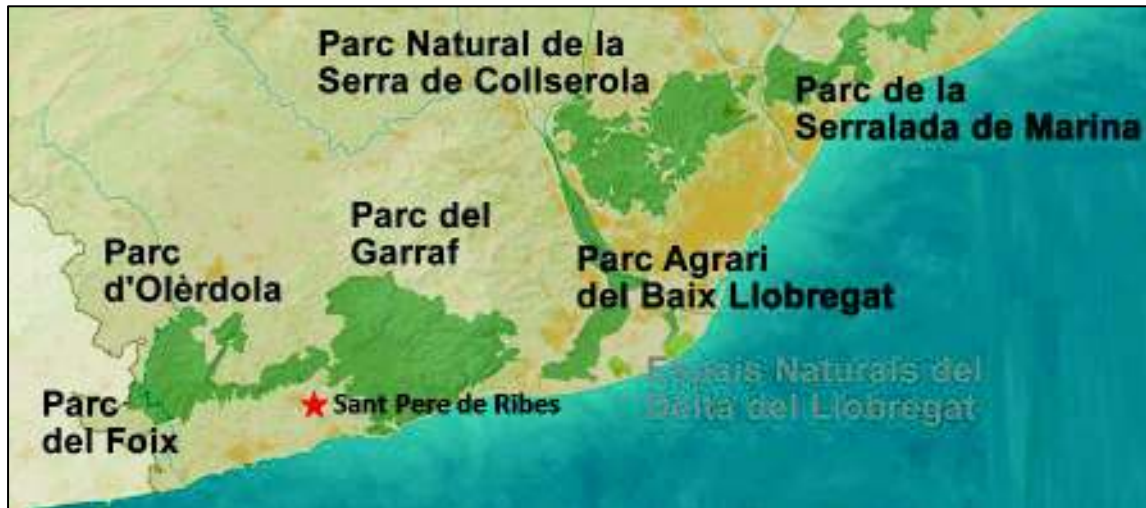 Parc Natural de la
Serra de Collserola
Parc de la
Serralada de Marina
Parc del
Garraf
Parc
d'Olèrdola
Parc Agrari
del Baix Llobregat
Espais Naturals del
Delta del Llobregat
Parc
del Foix
Sant Pere de Ribes